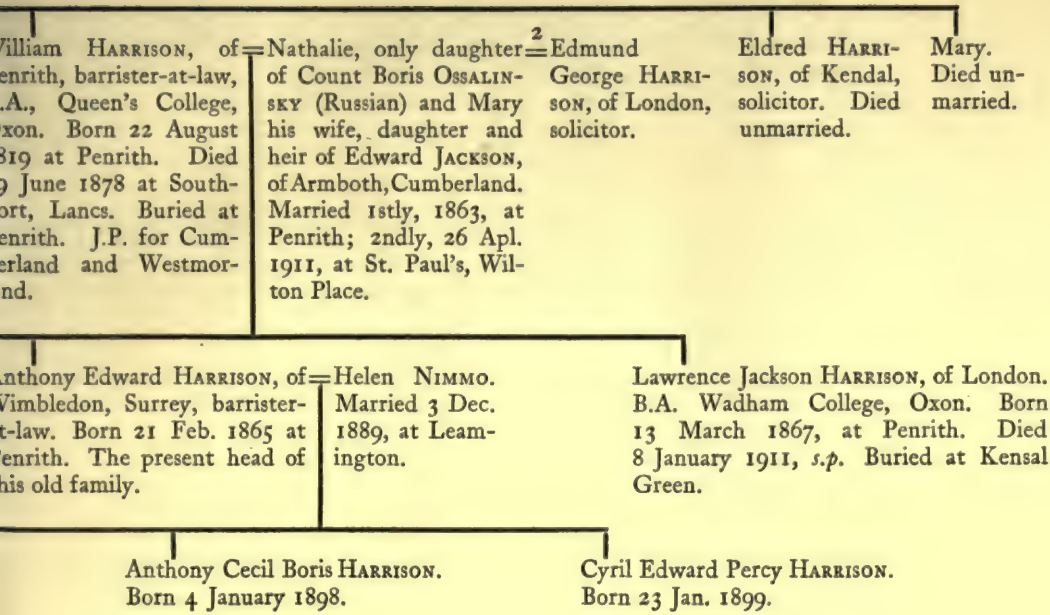 illiam HARRISON, of
enrith, barrister-at-law,
.A., Queen's College,
xon. Born 22 August
819 at Penrith. Died
9 June 1878 at South-
ort, Lancs. Buried at
enrith. J.P. for Cum-
erland and Westmor-
nd.
=
Nathalie, only daughter
of Count Boris OSSALIN-
SKY (Russian) and Mary
his wife, daughter and
heir of Edward JACKSON,
of Armboth, Cumberland.
Married 1stly, 1863, at
Penrith; 2ndly, 26 Apl.
1911, at St. Paul's, Wil-
ton Place.
2
=
Edmund
George HARRI-
SON, of London,
solicitor.
Eldred HARRI-
SON, of Kendal,
solicitor. Died
unmarried.
Mary.
Died un-
married.
nthony Edward HARRISON, of
Wimbledon, Surrey, barrister-
t-law. Born 21 Feb. 1865 at
enrith. The present head of
his old family.
=
Helen NIMMO.
Married 3 Dec.
1889, at Leam-
ington.
Lawrence Jackson HARRISON, of London.
B.A. Wadham College, Oxon. Born
13 March 1867, at Penrith. Died
8 January 1911, s.p. Buried at Kensal
Green.
Anthony Cecil Boris HARRISON.
Born 4 January 1898.
Cyril Edward Percy HARRISON.
Born 23 Jan. 1899.